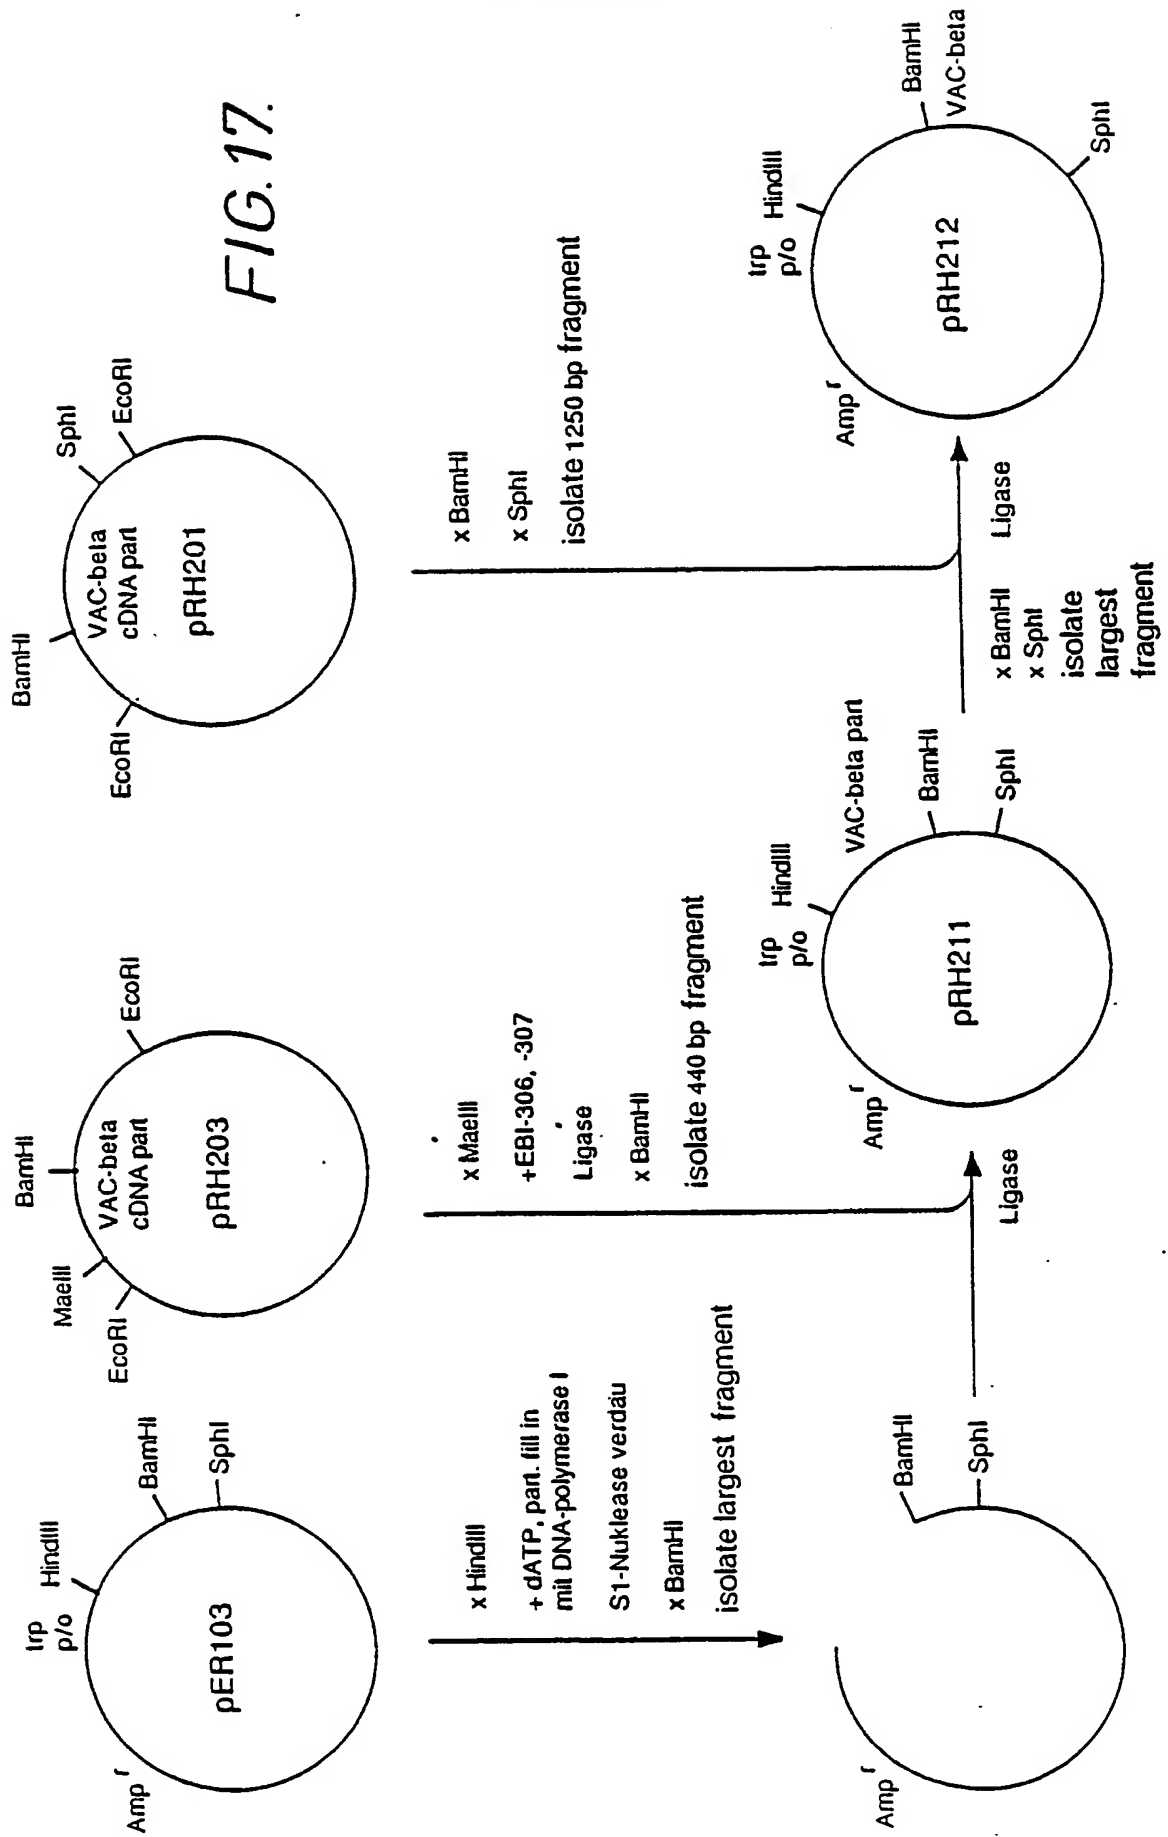 FIG. 17.
trp
p/o
HindIII
BamHI
SphI
Amp r
pER103
x HindIII
+ dATP, part. fill in
mit DNA-polymerase I
S1-Nuklease verdau
x BamHI
isolate largest fragment
Amp r
BamHI
SphI
EcoRI
MaeIII
BamHI
EcoRI
VAC-beta
cDNA part
pRH203
x MaeIII
+EBI-306, -307
Ligase
x BamHI
isolate 440 bp fragment
Ligase
trp
p/o
HindIII
VAC-beta part
BamHI
SphI
Amp r
pRH211
EcoRI
BamHI
SphI
EcoRI
VAC-beta
cDNA part
pRH201
x BamHI
x SphI
isolate 1250 bp fragment
x BamHI
x SphI
isolate
largest
fragment
Ligase
trp
p/o
HindIII
BamHI
VAC-beta
SphI
Amp r
pRH212